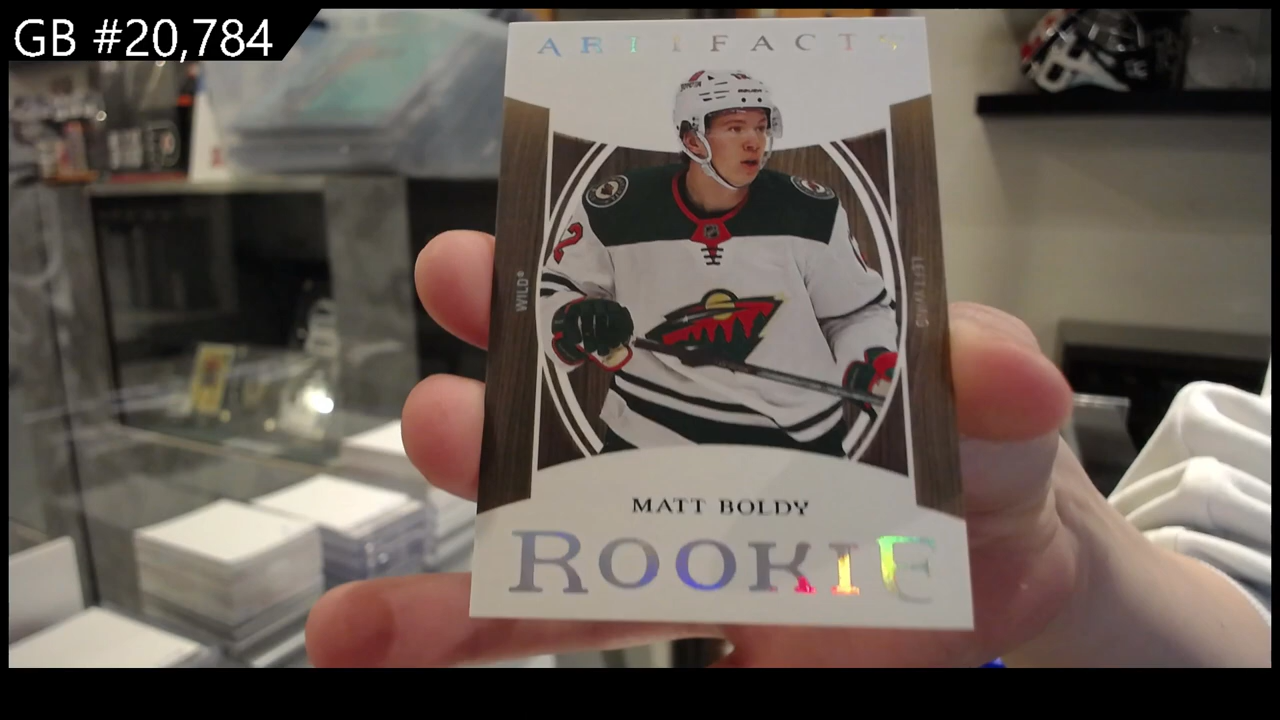 GB #20,784
ARTIFACTS
WILD®
LEFT WING
MATT BOLDY
ROOKIE